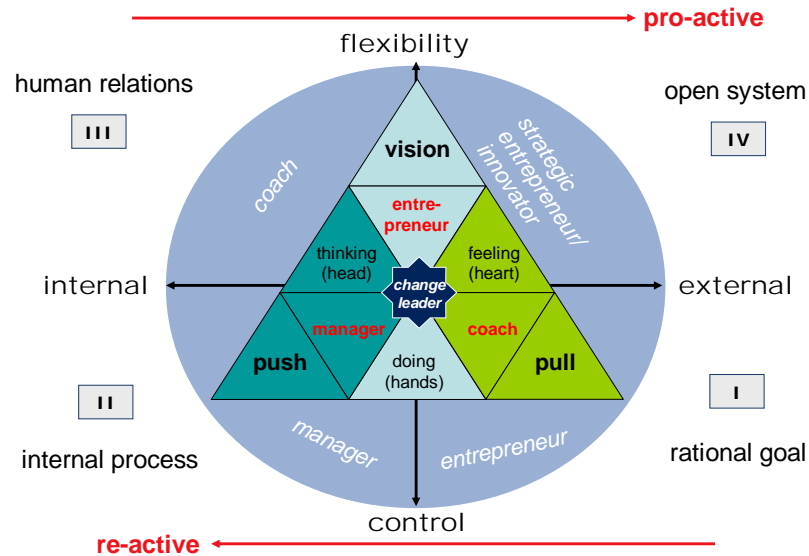 pro-active
flexibility
human relations
open system
III
IV
coach
strategic
entrepreneur/
innovator
vision
entre-
preneur
thinking
(head)
feeling
(heart)
internal
external
change
leader
manager
coach
push
doing
(hands)
pull
II
I
manager
entrepreneur
internal process
rational goal
control
re-active